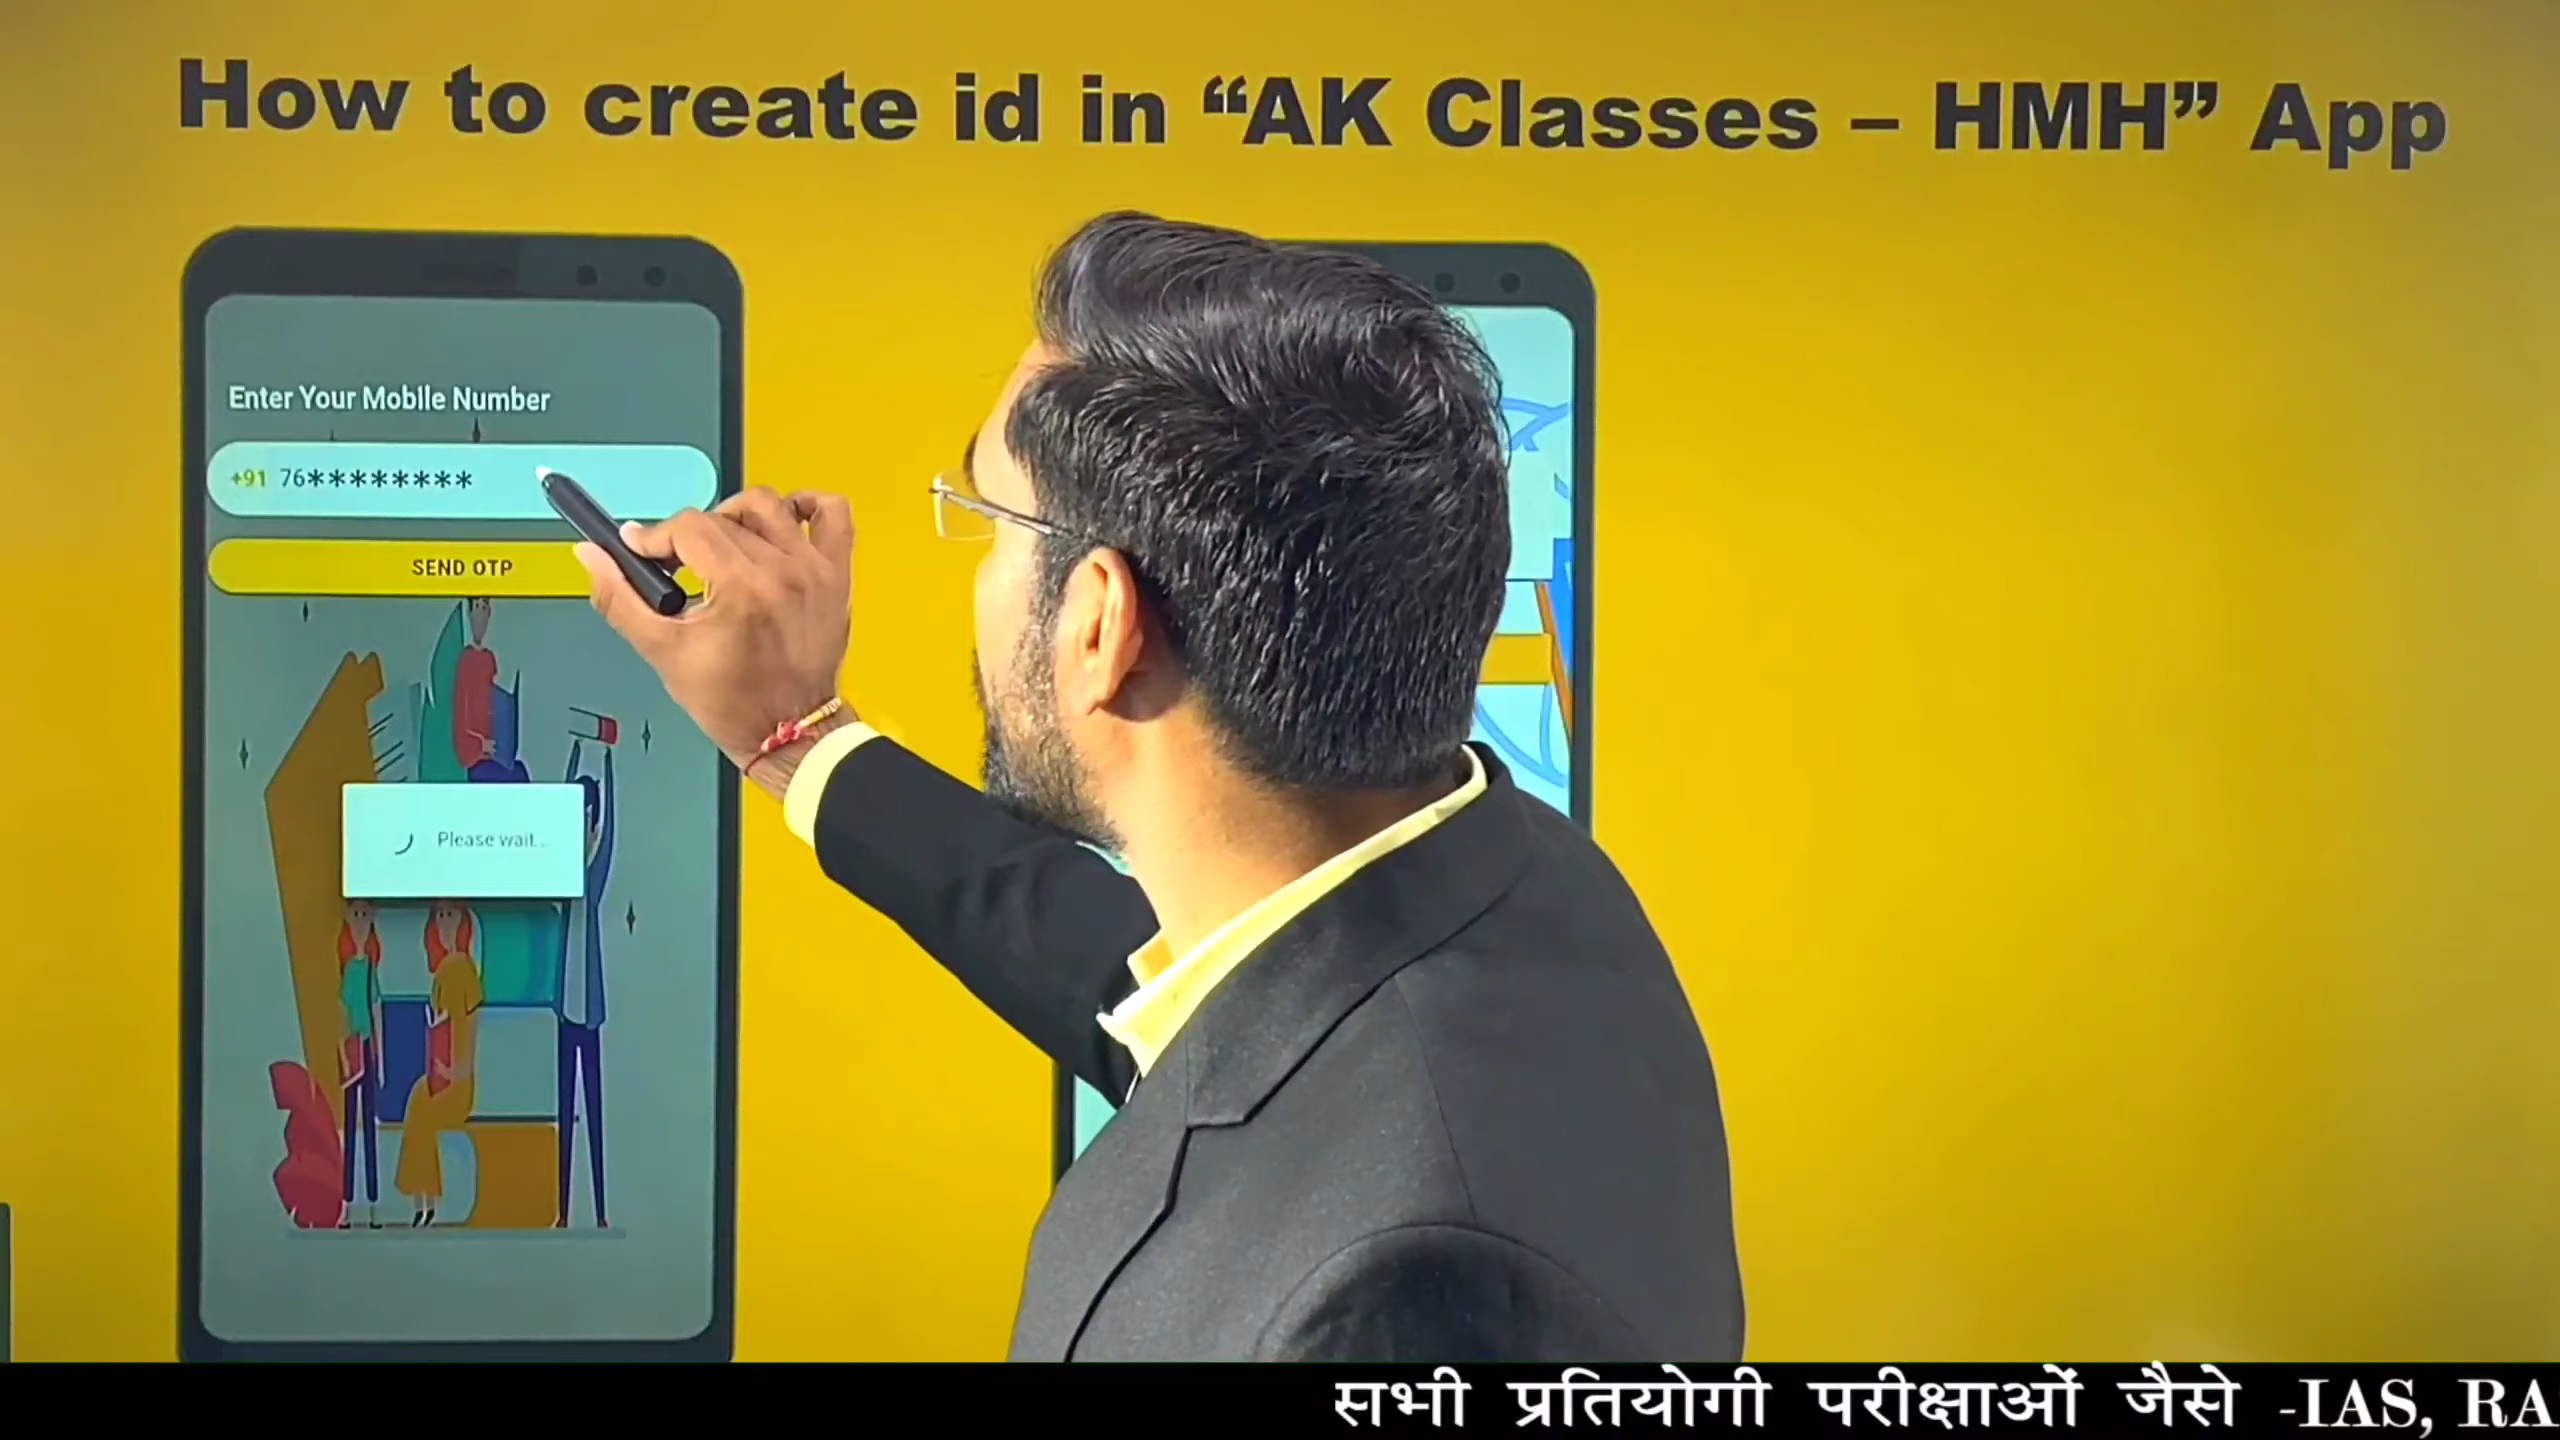 How to create id in “AK Classes – HMH” App
Enter Your Mobile Number
+91 76********
SEND OTP
Please wait...
सभी प्रतियोगी परीक्षाओं जैसे -IAS, RA